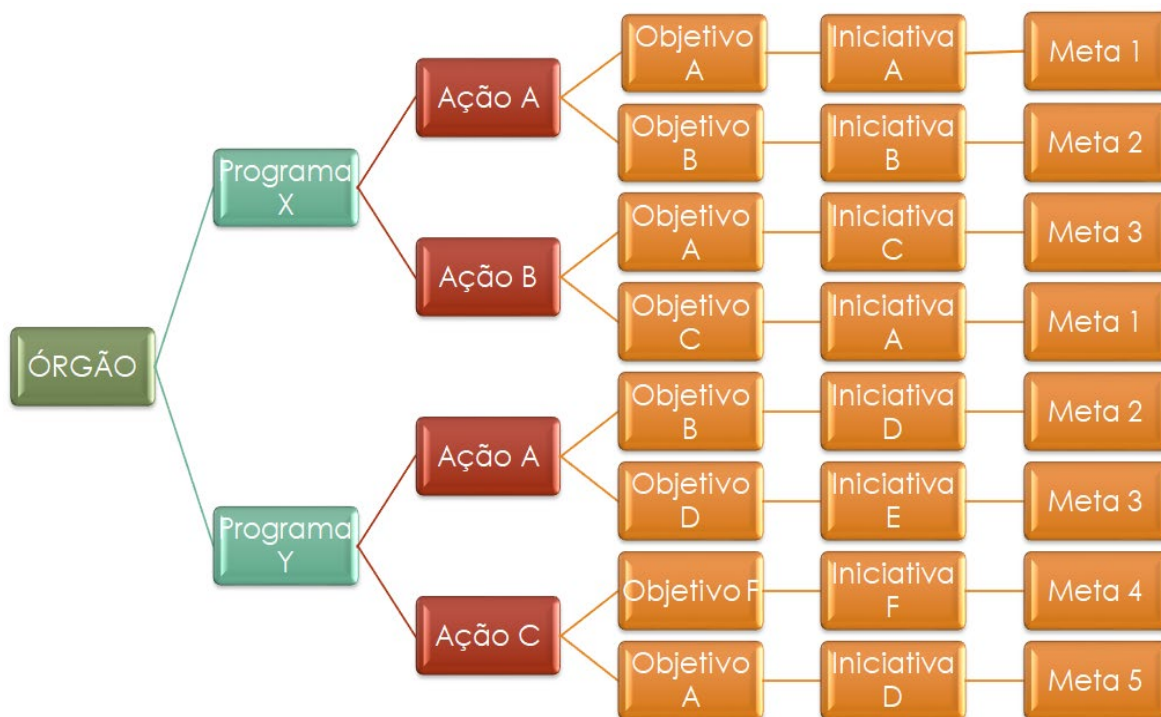 ÓRGÃO
Programa
X
Ação A
Objetivo
A
Iniciativa
A
Meta 1
Objetivo
B
Iniciativa
B
Meta 2
Ação B
Objetivo
A
Iniciativa
C
Meta 3
Objetivo
C
Iniciativa
A
Meta 1
Programa
Y
Ação A
Objetivo
B
Iniciativa
D
Meta 2
Objetivo
D
Iniciativa
E
Meta 3
Ação C
Objetivo F
Iniciativa
F
Meta 4
Objetivo
A
Iniciativa
D
Meta 5